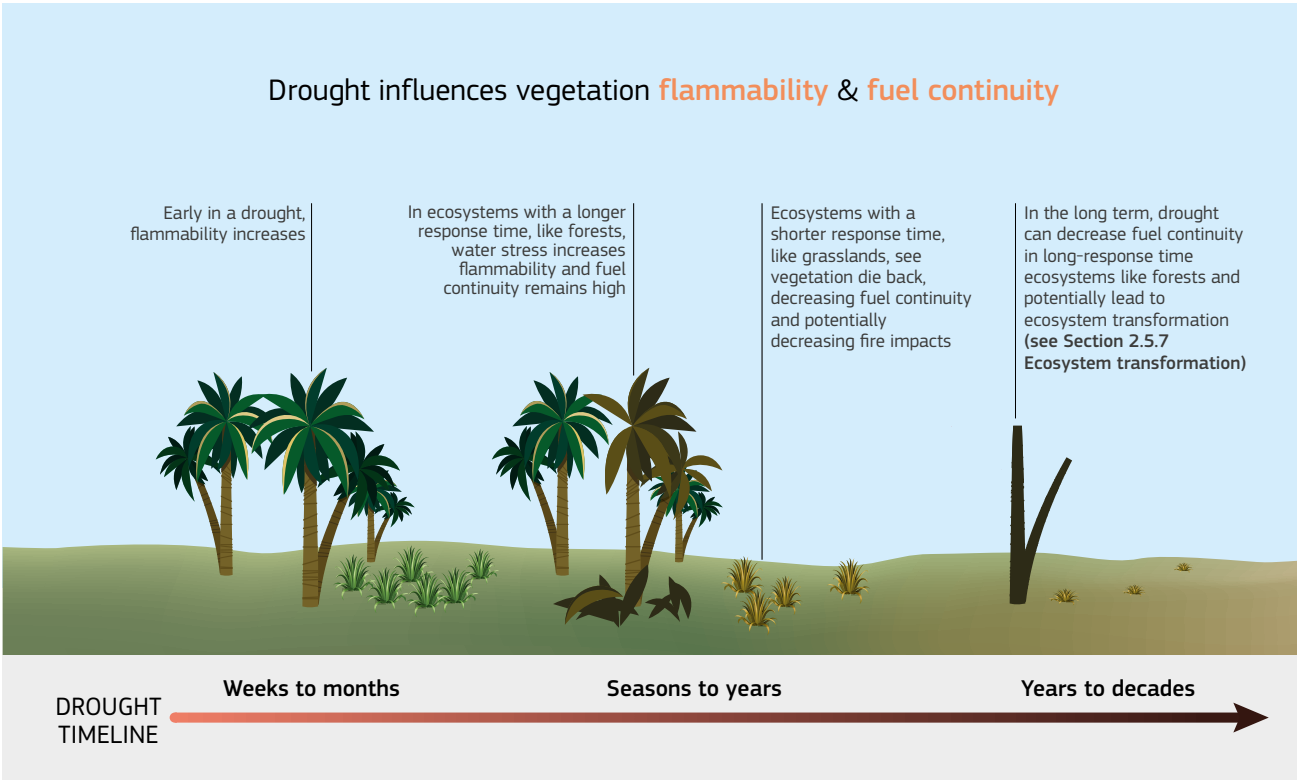 Drought influences vegetation flammability & fuel continuity
Early in a drought,
flammability increases
In ecosystems with a longer
response time, like forests,
water stress increases
flammability and fuel
continuity remains high
Ecosystems with a
shorter response time,
like grasslands, see
vegetation die back,
decreasing fuel continuity
and potentially
decreasing fire impacts
In the long term, drought
can decrease fuel continuity
in long-response time
ecosystems like forests and
potentially lead to
ecosystem transformation
(see Section 2.5.7
Ecosystem transformation)
Weeks to months
Seasons to years
Years to decades
DROUGHT
TIMELINE